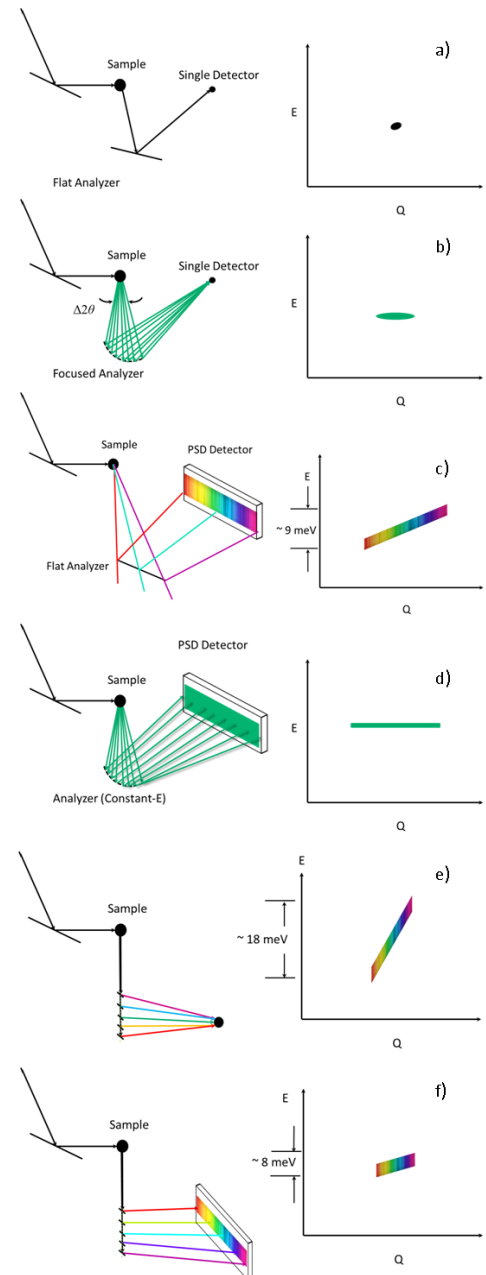 a)
Sample
Single Detector
E
Flat Analyzer
Q
b)
Sample
Single Detector
E
Δ2θ
Focused Analyzer
Q
c)
Sample
PSD Detector
E
~ 9 meV
Flat Analyzer
Q
PSD Detector
d)
Sample
E
Analyzer (Constant-E)
Q
e)
E
Sample
~ 18 meV
Q
f)
E
Sample
~ 8 meV
Q